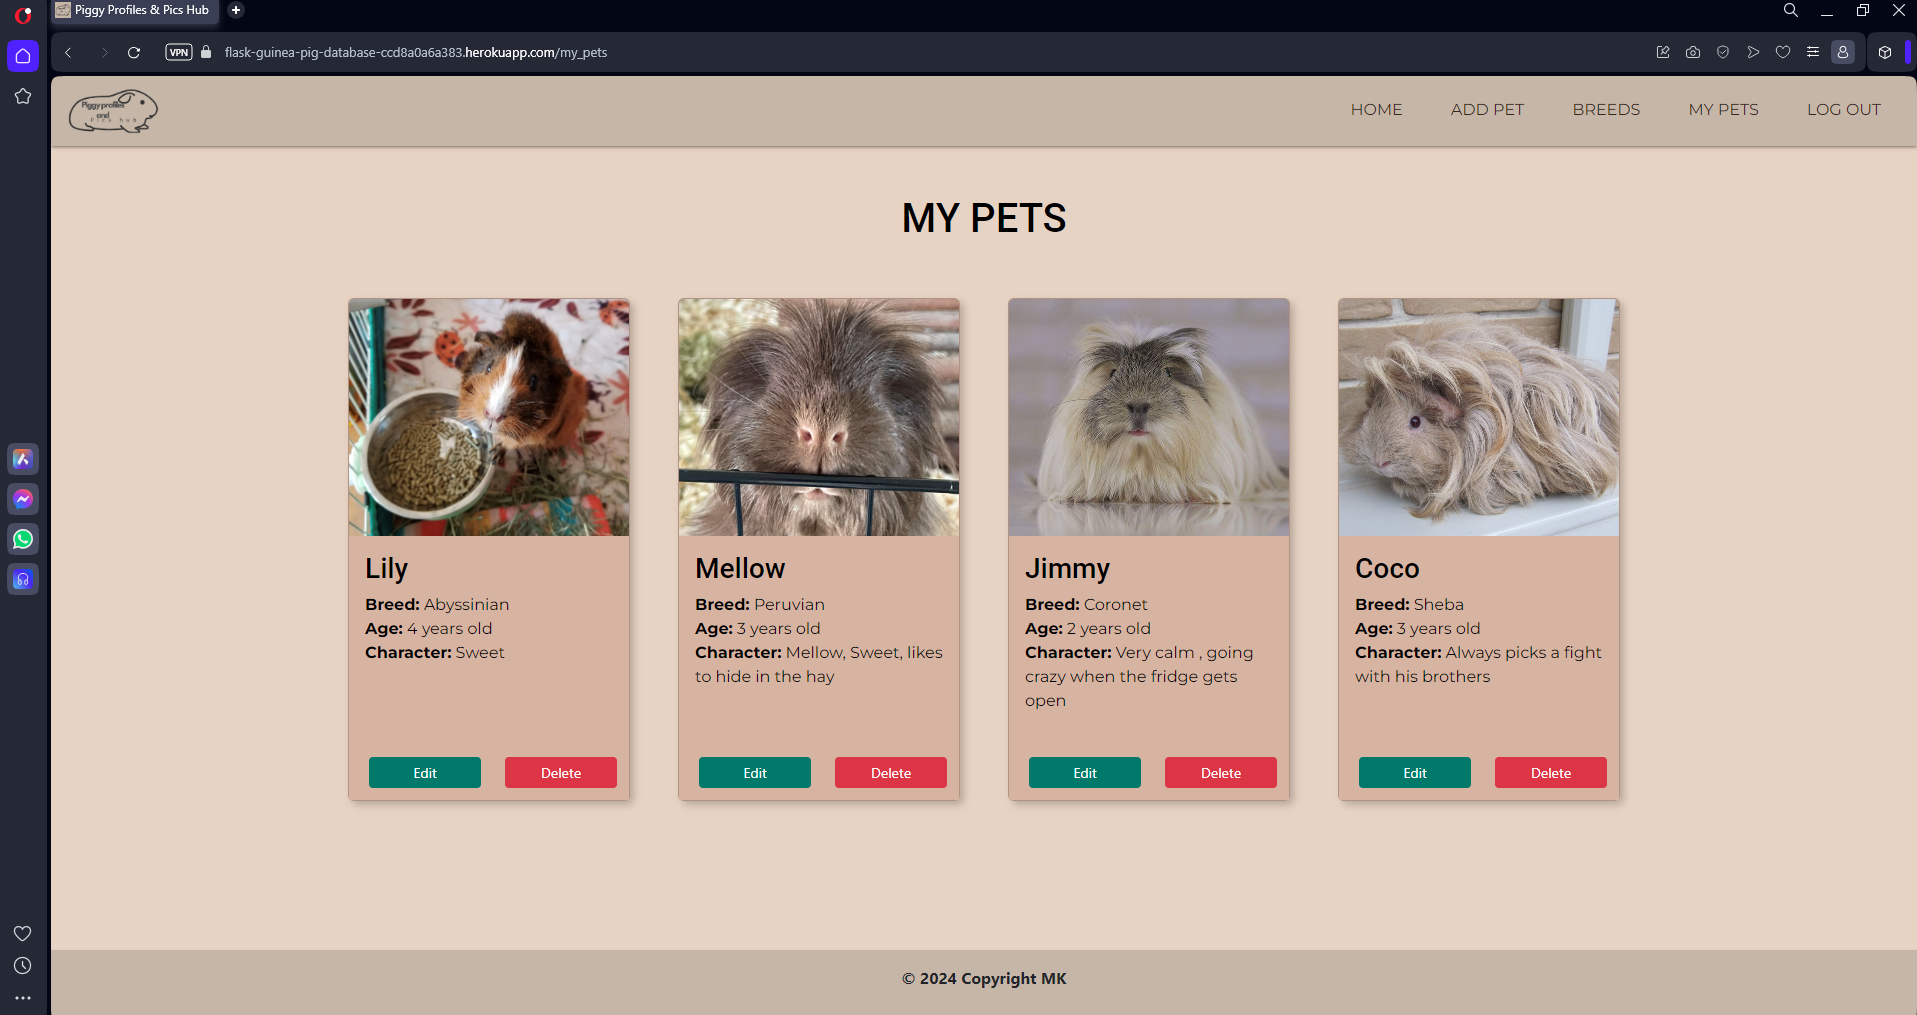 Piggy Profiles & Pics Hub
VPN
flask-guinea-pig-database-ccd8a0a6a383.herokuapp.com/my_pets
Piggy profiles
and
Pics hub
HOME
ADD PET
BREEDS
MY PETS
LOG OUT
MY PETS
Lily
Breed: Abyssinian
Age: 4 years old
Character: Sweet
Edit
Delete
Mellow
Breed: Peruvian
Age: 3 years old
Character: Mellow, Sweet, likes
to hide in the hay
Edit
Delete
Jimmy
Breed: Coronet
Age: 2 years old
Character: Very calm , going
crazy when the fridge gets
open
Edit
Delete
Coco
Breed: Sheba
Age: 3 years old
Character: Always picks a fight
with his brothers
Edit
Delete
© 2024 Copyright MK